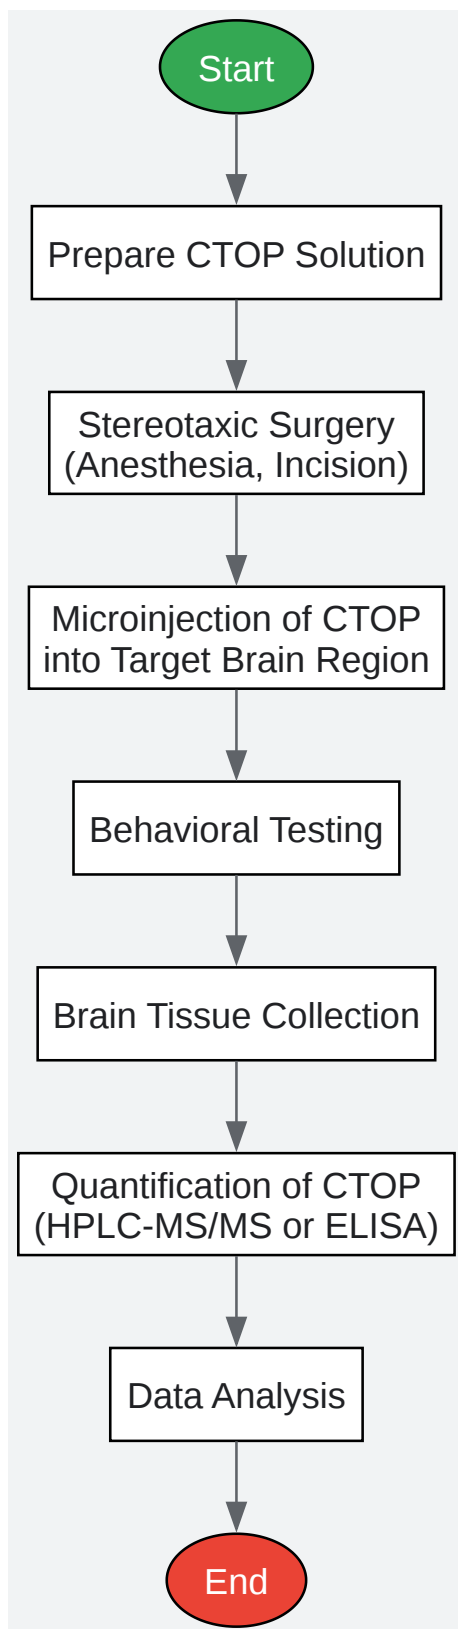 Start
Prepare CTOP Solution
Stereotaxic Surgery
(Anesthesia, Incision)
Microinjection of CTOP
into Target Brain Region
Behavioral Testing
Brain Tissue Collection
Quantification of CTOP
(HPLC-MS/MS or ELISA)
Data Analysis
End